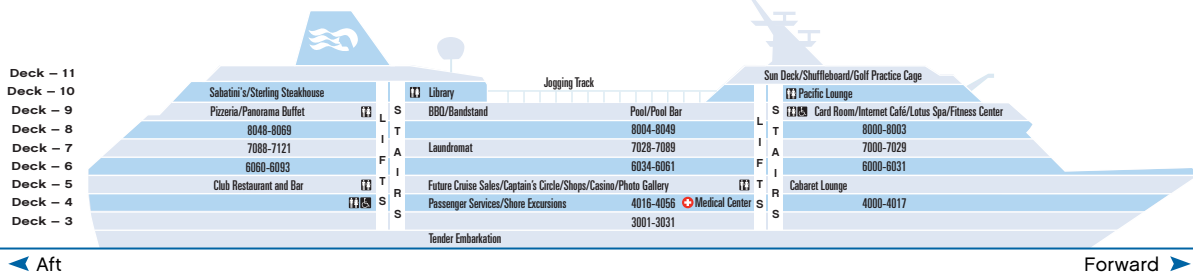 Deck – 11 Sun Deck/Shuffleboard/Golf Practice Cage
Jogging Track
Deck – 10 Sabatini's/Sterling Steakhouse Library Pacific Lounge
Deck – 9 Pizzeria/Panorama Buffet BBQ/Bandstand Pool/Pool Bar Card Room/Internet Café/Lotus Spa/Fitness Center
Deck – 8 8048-8069 8004-8049 8000-8003
Deck – 7 7088-7121 Laundromat 7028-7089 7000-7029
Deck – 6 6060-6093 6034-6061 6000-6031
Deck – 5 Club Restaurant and Bar Future Cruise Sales/Captain's Circle/Shops/Casino/Photo Gallery Cabaret Lounge
Deck – 4 Passenger Services/Shore Excursions 4016-4056 Medical Center 4000-4017
Deck – 3 3001-3031
Tender Embarkation
LIFTS
STAIRS
LIFTS
STAIRS
Aft Forward